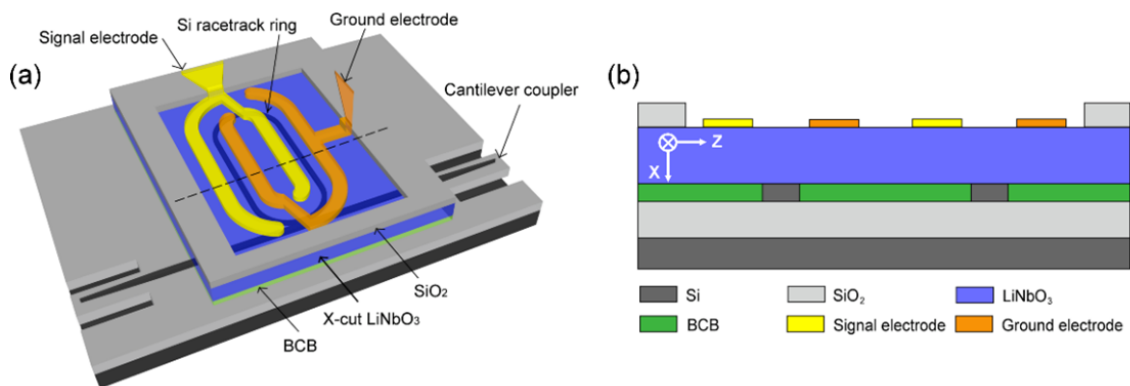 (a)
Signal electrode
Si racetrack ring
Ground electrode
Cantilever coupler
SiO₂
X-cut LiNbO₃
BCB
(b)
Z
X
Si
SiO₂
LiNbO₃
BCB
Signal electrode
Ground electrode